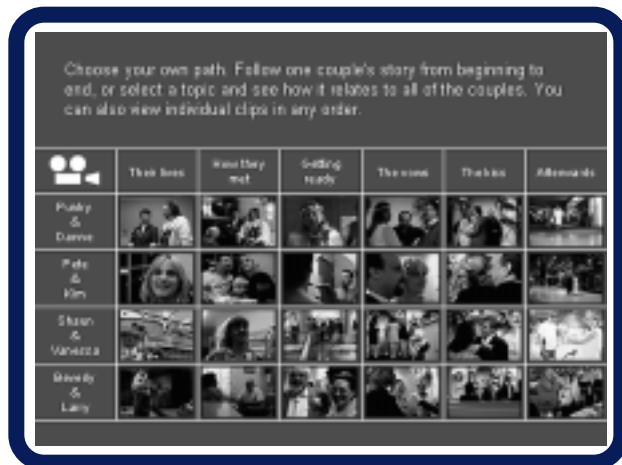 Choose your own path. Follow one couple's story from beginning to
end, or select a topic and see how it relates to all of the couples. You
can also view individual clips in any order.
Their lives
How they
met
Getting
ready
The vows
The kiss
Afterwards
&
Pete
&
Kim
Shaun
&
Vanessa
Beverly
&
Larry